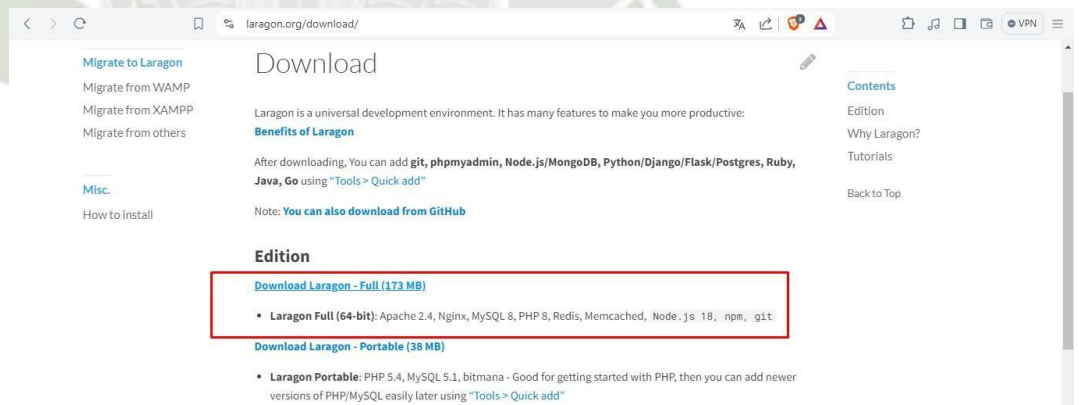 laragon.org/download/
VPN
Migrate to Laragon
Migrate from WAMP
Migrate from XAMPP
Migrate from others
Misc.
How to install
Download
Laragon is a universal development environment. It has many features to make you more productive:
Benefits of Laragon
After downloading, You can add git, phpmyadmin, Node.js/MongoDB, Python/Django/Flask/Postgres, Ruby,
Java, Go using "Tools > Quick add"
Note: You can also download from GitHub
Edition
Download Laragon - Full (173 MB)
• Laragon Full (64-bit): Apache 2.4, Nginx, MySQL 8, PHP 8, Redis, Memcached, Node.js 18, npm, git
Download Laragon - Portable (38 MB)
• Laragon Portable: PHP 5.4, MySQL 5.1, bitmana - Good for getting started with PHP, then you can add newer
versions of PHP/MySQL easily later using "Tools > Quick add"
Contents
Edition
Why Laragon?
Tutorials
Back to Top